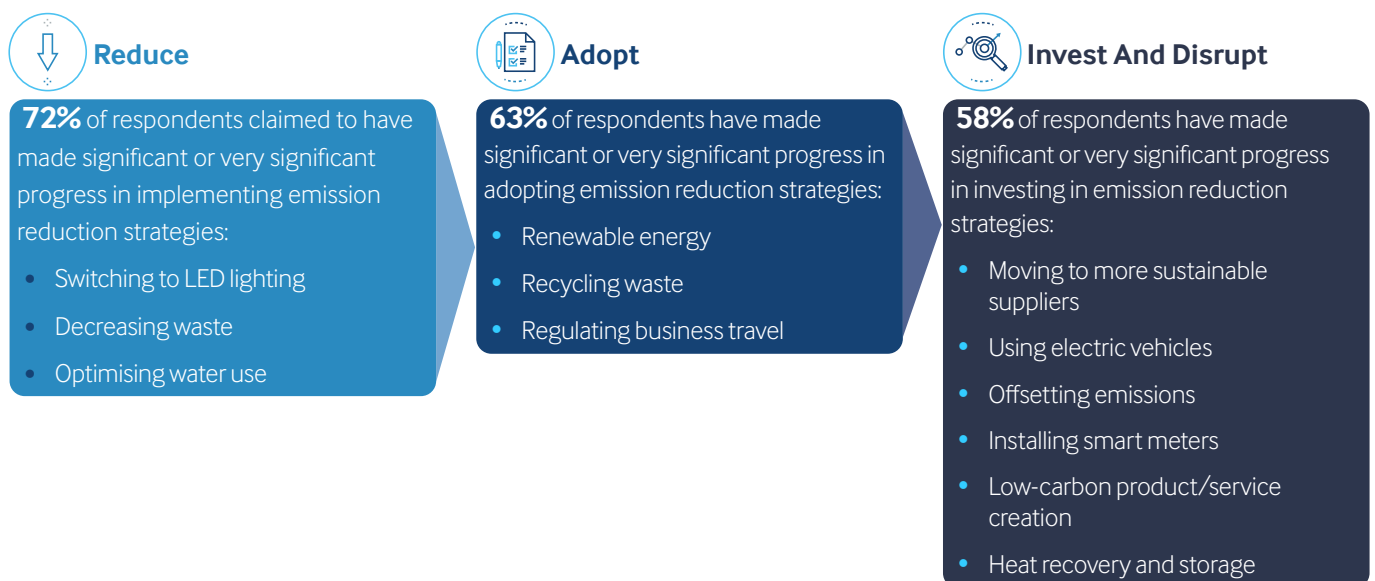 Reduce
72% of respondents claimed to have
made significant or very significant
progress in implementing emission
reduction strategies:
• Switching to LED lighting
• Decreasing waste
• Optimising water use
Adopt
63% of respondents have made
significant or very significant progress in
adopting emission reduction strategies:
• Renewable energy
• Recycling waste
• Regulating business travel
Invest And Disrupt
58% of respondents have made
significant or very significant progress
in investing in emission reduction
strategies:
• Moving to more sustainable
suppliers
• Using electric vehicles
• Offsetting emissions
• Installing smart meters
• Low-carbon product/service
creation
• Heat recovery and storage